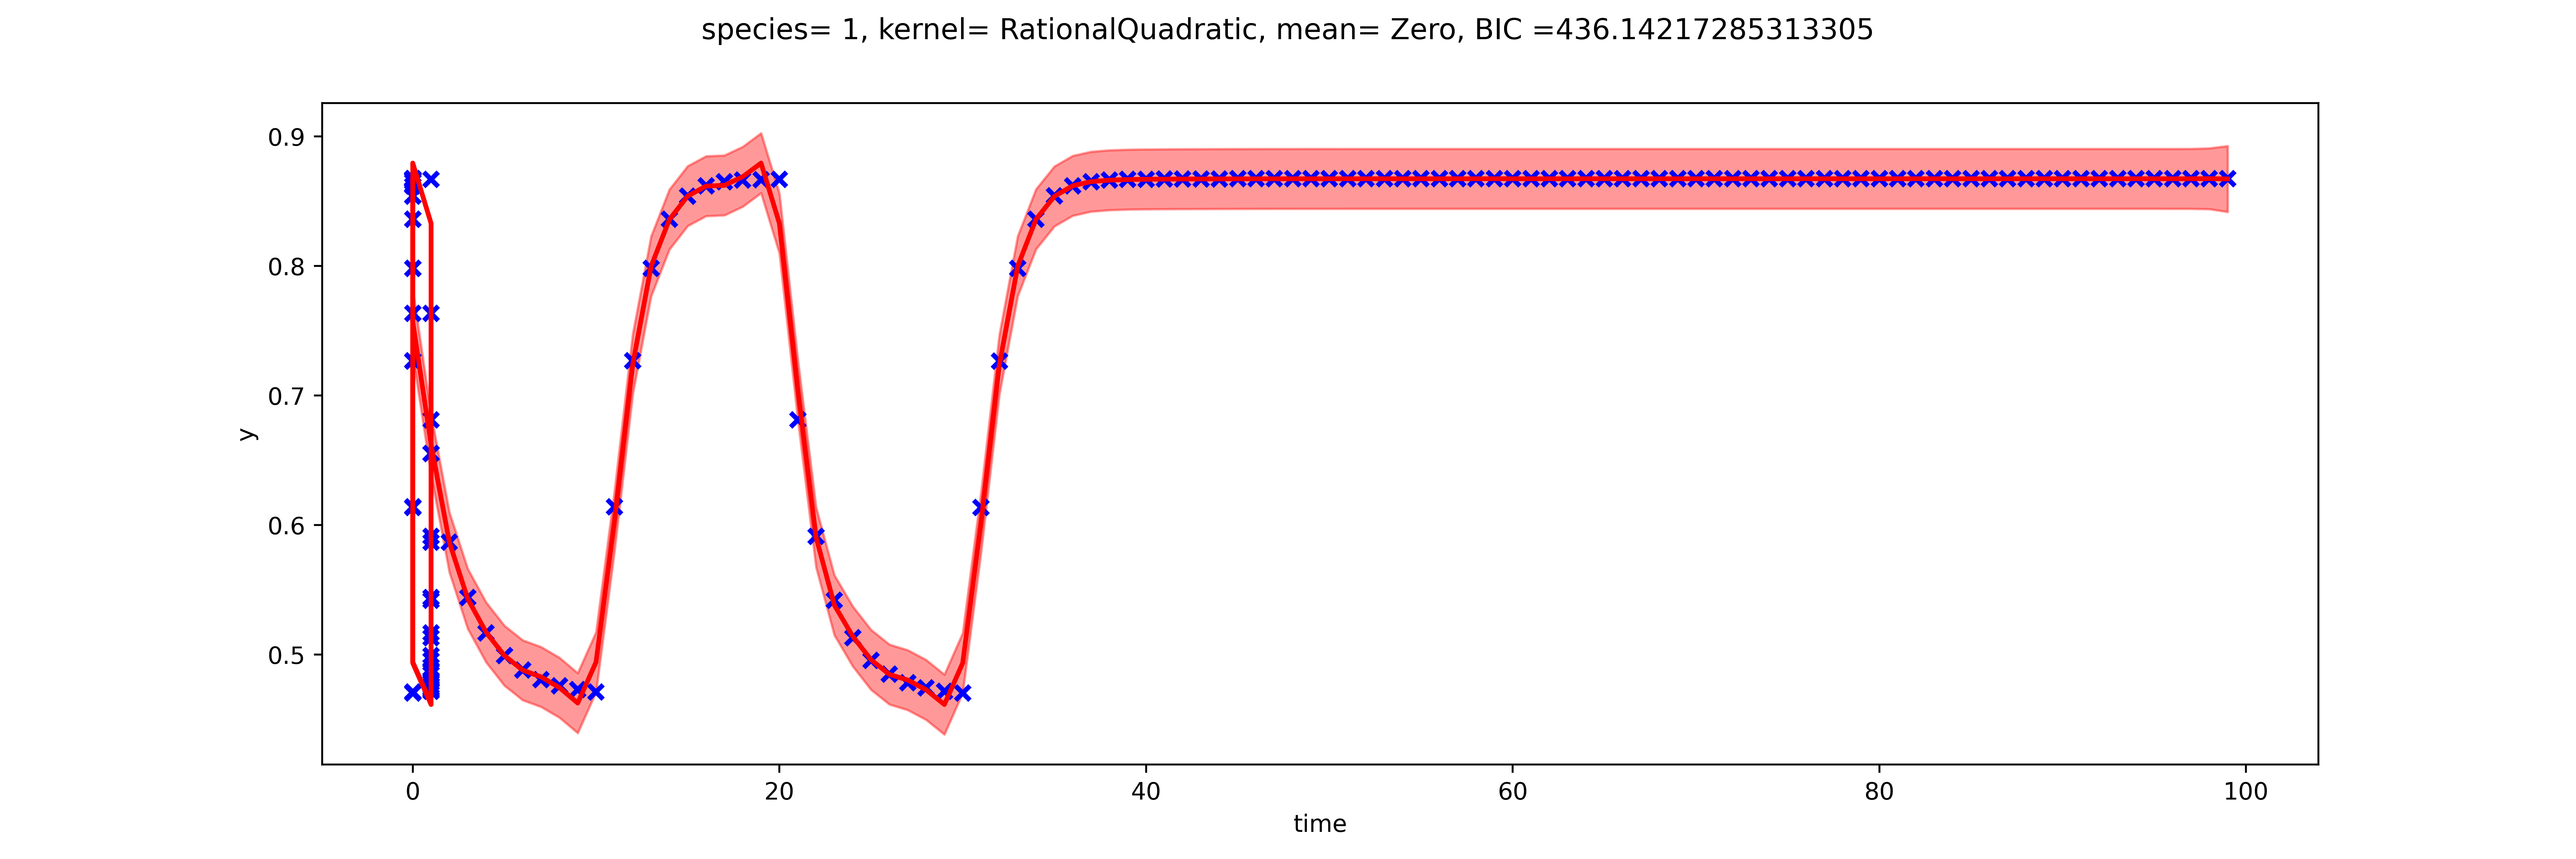 species= 1, kernel= RationalQuadratic, mean= Zero, BIC =436.14217285313305
0.9
0.8
0.7
0.6
0.5
y
0 20 40 60 80 100
time